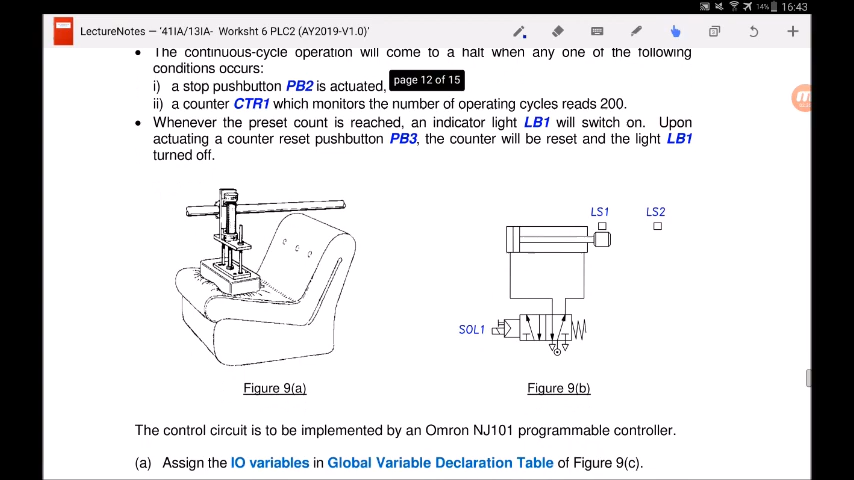 16:43
14%
LectureNotes — '41IA/13IA- Worksht 6 PLC2 (AY2019-V1.0)'
• The continuous-cycle operation will come to a halt when any one of the following
conditions occurs:
i) a stop pushbutton PB2 is actuated,
page 12 of 15
ii) a counter CTR1 which monitors the number of operating cycles reads 200.
• Whenever the preset count is reached, an indicator light LB1 will switch on. Upon
actuating a counter reset pushbutton PB3, the counter will be reset and the light LB1
turned off.
LS1
LS2
SOL1
Figure 9(a)
Figure 9(b)
The control circuit is to be implemented by an Omron NJ101 programmable controller.
(a) Assign the IO variables in Global Variable Declaration Table of Figure 9(c).